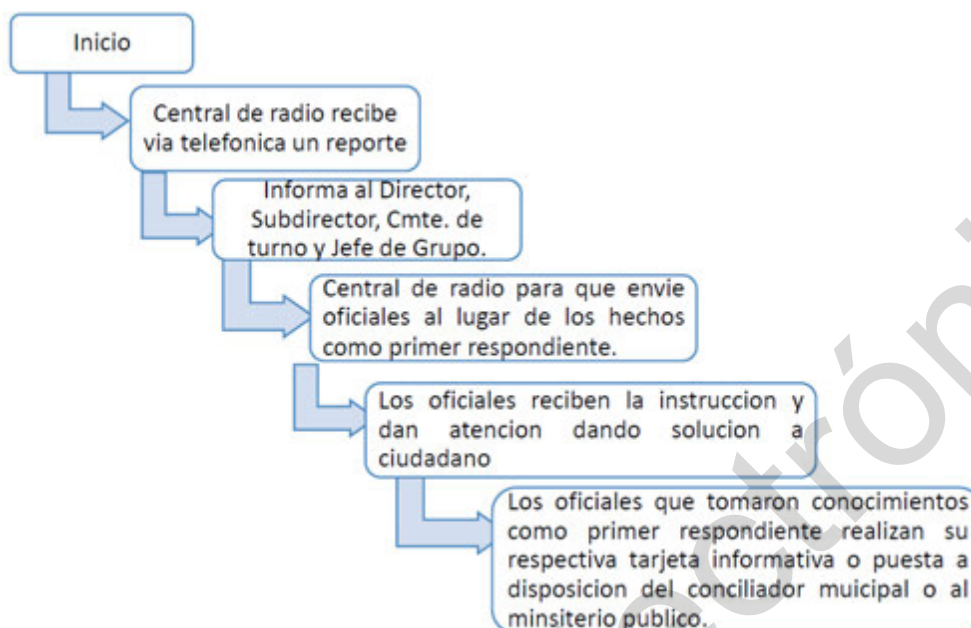 Inicio
Central de radio recibe
via telefonica un reporte
Informa al Director,
Subdirector, Cmte. de
turno y Jefe de Grupo.
Central de radio para que envie
oficiales al lugar de los hechos
como primer respondiente.
Los oficiales reciben la instruccion y
dan atencion dando solucion a
ciudadano
Los oficiales que tomaron conocimientos
como primer respondiente realizan su
respectiva tarjeta informativa o puesta a
disposicion del conciliador muicipal o al
minsiterio publico.